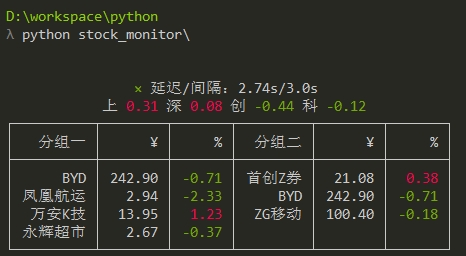 D:\workspace\python
λ python stock_monitor\
× 延迟/间隔: 2.74s/3.0s
上 0.31 深 0.08 创 -0.44 科 -0.12
分组一 ¥ % 分组二 ¥ %
BYD 242.90 -0.71 首创Z券 21.08 0.38
凤凰航运 2.94 -2.33 BYD 242.90 -0.71
万安K技 13.95 1.23 ZG移动 100.40 -0.18
永辉超市 2.67 -0.37